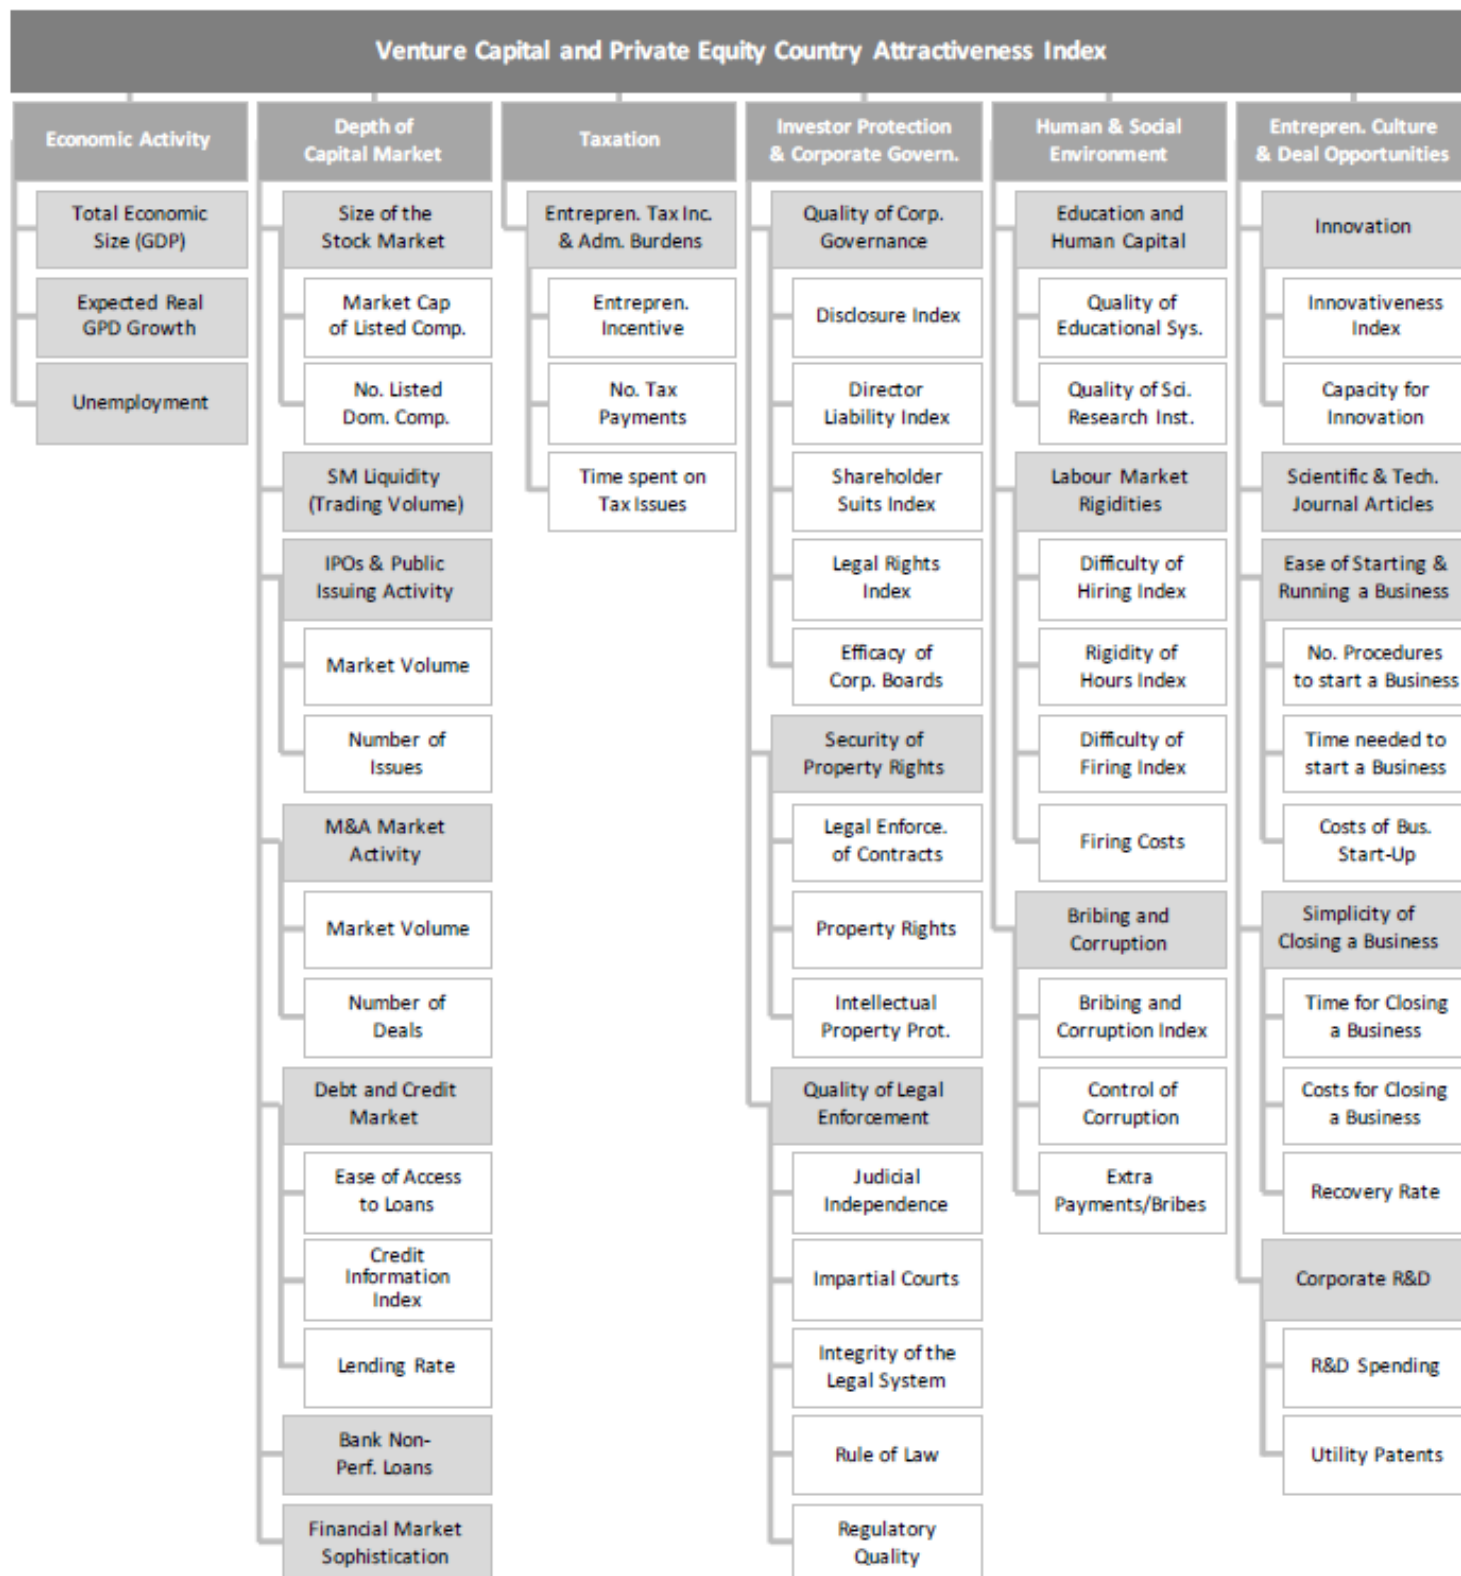 Venture Capital and Private Equity Country Attractiveness Index
Economic Activity
Total Economic
Size (GDP)
Expected Real
GPD Growth
Unemployment
Depth of
Capital Market
Size of the
Stock Market
Market Cap
of Listed Comp.
No. Listed
Dom. Comp.
SM Liquidity
(Trading Volume)
IPOs & Public
Issuing Activity
Market Volume
Number of
Issues
M&A Market
Activity
Market Volume
Number of
Deals
Debt and Credit
Market
Ease of Access
to Loans
Credit
Information
Index
Lending Rate
Bank Non-
Perf. Loans
Financial Market
Sophistication
Taxation
Entrepren. Tax Inc.
& Adm. Burdens
Entrepren.
Incentive
No. Tax
Payments
Time spent on
Tax Issues
Investor Protection
& Corporate Govern.
Quality of Corp.
Governance
Disclosure Index
Director
Liability Index
Shareholder
Suits Index
Legal Rights
Index
Efficacy of
Corp. Boards
Security of
Property Rights
Legal Enforce.
of Contracts
Property Rights
Intellectual
Property Prot.
Quality of Legal
Enforcement
Judicial
Independence
Impartial Courts
Integrity of the
Legal System
Rule of Law
Regulatory
Quality
Human & Social
Environment
Education and
Human Capital
Quality of
Educational Sys.
Quality of Sci.
Research Inst.
Labour Market
Rigidities
Difficulty of
Hiring Index
Rigidity of
Hours Index
Difficulty of
Firing Index
Firing Costs
Bribing and
Corruption
Bribing and
Corruption Index
Control of
Corruption
Extra
Payments/Bribes
Entrepren. Culture
& Deal Opportunities
Innovation
Innovativeness
Index
Capacity for
Innovation
Scientific & Tech.
Journal Articles
Ease of Starting &
Running a Business
No. Procedures
to start a Business
Time needed to
start a Business
Costs of Bus.
Start-Up
Simplicity of
Closing a Business
Time for Closing
a Business
Costs for Closing
a Business
Recovery Rate
Corporate R&D
R&D Spending
Utility Patents